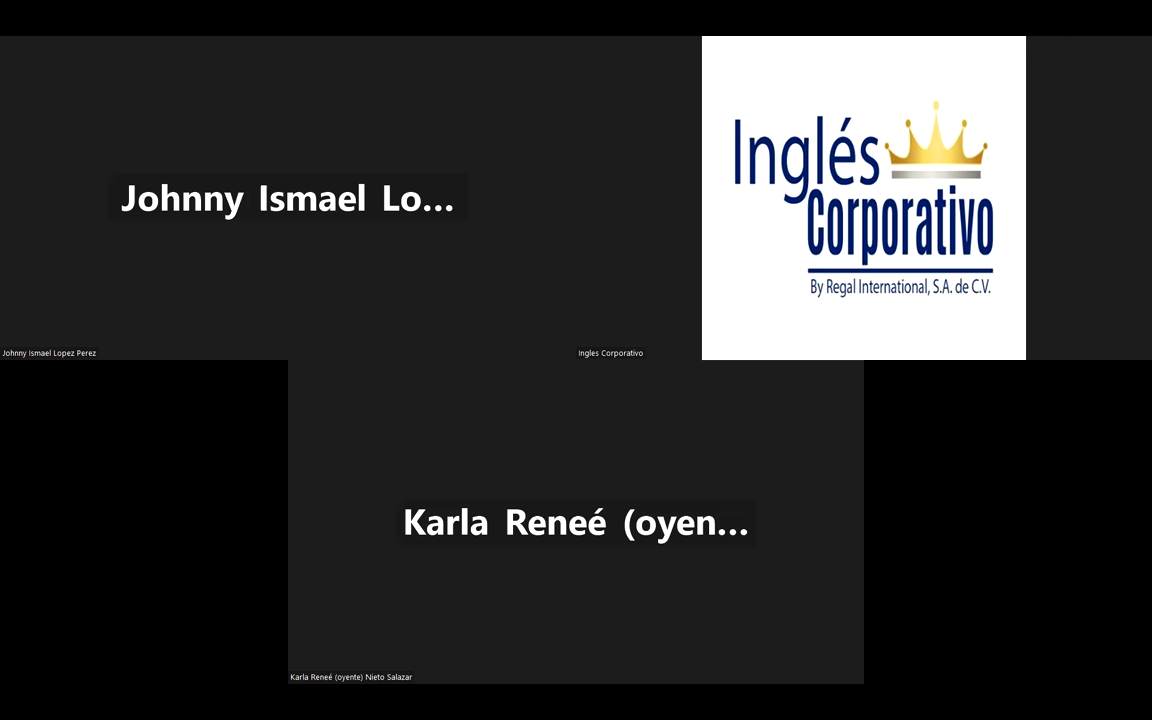 Johnny Ismael Lo...
Johnny Ismael Lopez Perez
Inglés
Corporativo
By Regal International, S.A. de C.V.
Ingles Corporativo
Karla Reneé (oyen...
Karla Reneé (oyente) Nieto Salazar